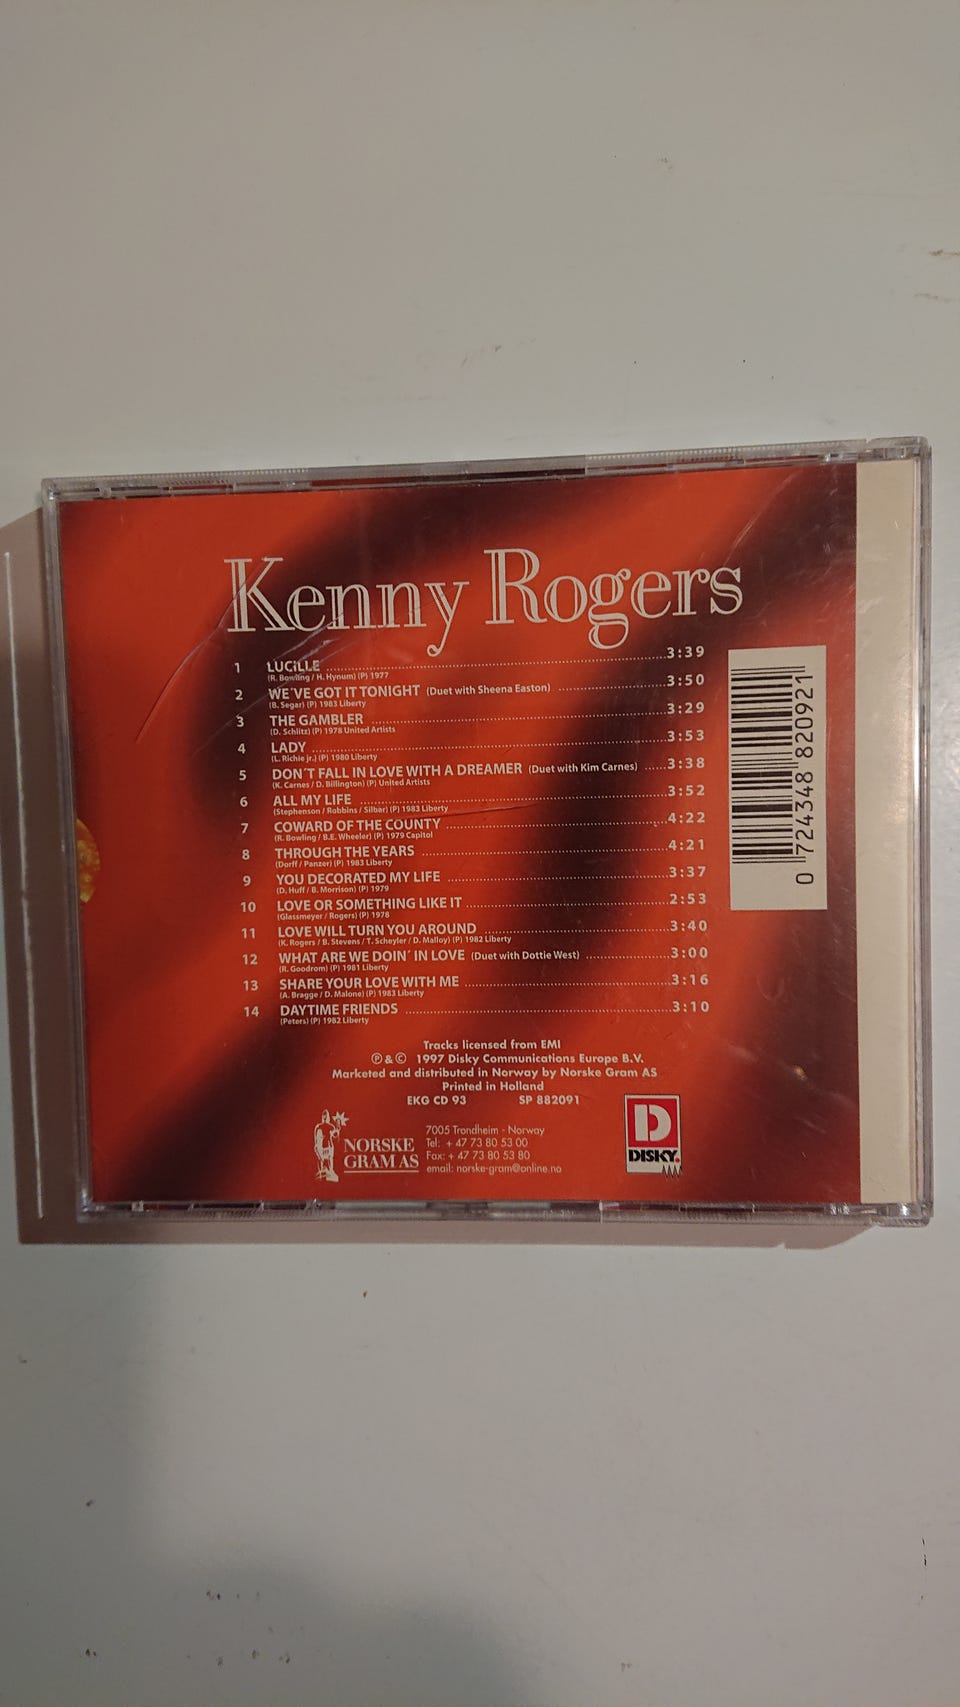 Kenny Rogers
1 LUCILLE 3:39
(R. Bowling / H. Hynum) (P) 1977
2 WE´VE GOT IT TONIGHT (Duet with Sheena Easton) 3:50
(B. Segar) (P) 1983 Liberty
3 THE GAMBLER 3:29
(D. Schlitz) (P) 1978 United Artists
4 LADY 3:53
(L. Richie jr.) (P) 1980 Liberty
5 DON´T FALL IN LOVE WITH A DREAMER (Duet with Kim Carnes) 3:38
(K. Carnes / D. Billington) (P) United Artists
6 ALL MY LIFE 3:52
(Stephenson / Robbins / Silbar) (P) 1983 Liberty
7 COWARD OF THE COUNTY 4:22
(R. Bowling / B.E. Wheeler) (P) 1979 Capitol
8 THROUGH THE YEARS 4:21
(Dorff / Panzer) (P) 1983 Liberty
9 YOU DECORATED MY LIFE 3:37
(D. Huff / B. Morrison) (P) 1979
10 LOVE OR SOMETHING LIKE IT 2:53
(Glassmeyer / Rogers) (P) 1978
11 LOVE WILL TURN YOU AROUND 3:40
(K. Rogers / B. Stevens / T. Scheyler / D. Malloy) (P) 1982 Liberty
12 WHAT ARE WE DOIN´ IN LOVE (Duet with Dottie West) 3:00
(R. Goodrom) (P) 1981 Liberty
13 SHARE YOUR LOVE WITH ME 3:16
(A. Bragge / D. Malone) (P) 1983 Liberty
14 DAYTIME FRIENDS 3:10
(Peters) (P) 1982 Liberty
0 724348 820921
Tracks licensed from EMI
℗ & © 1997 Disky Communications Europe B.V.
Marketed and distributed in Norway by Norske Gram AS
Printed in Holland
EKG CD 93 SP 882091
NORSKE
GRAM AS
7005 Trondheim - Norway
Tel: + 47 73 80 53 00
Fax: + 47 73 80 53 80
email: norske-gram@online.no
D
DISKY.